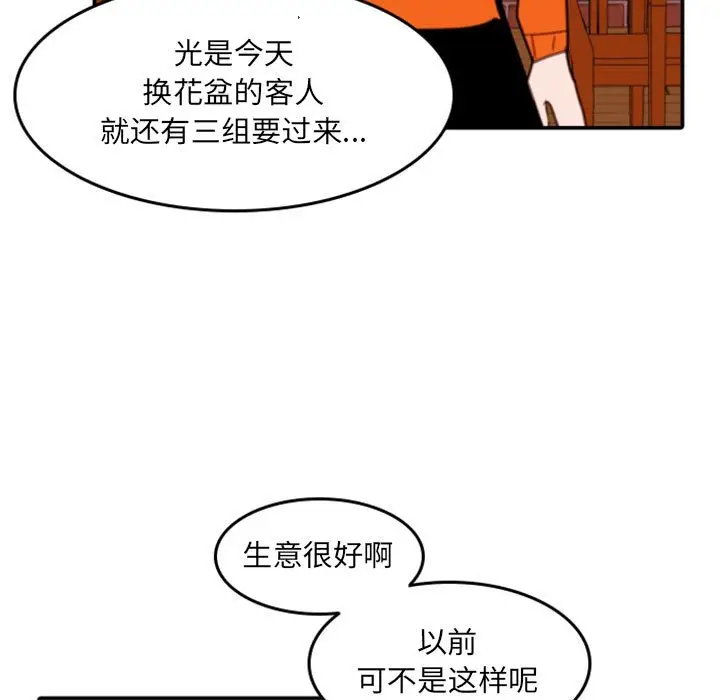 光是今天
换花盆的客人
就还有三组要过来...
生意很好啊
以前
可不是这样呢